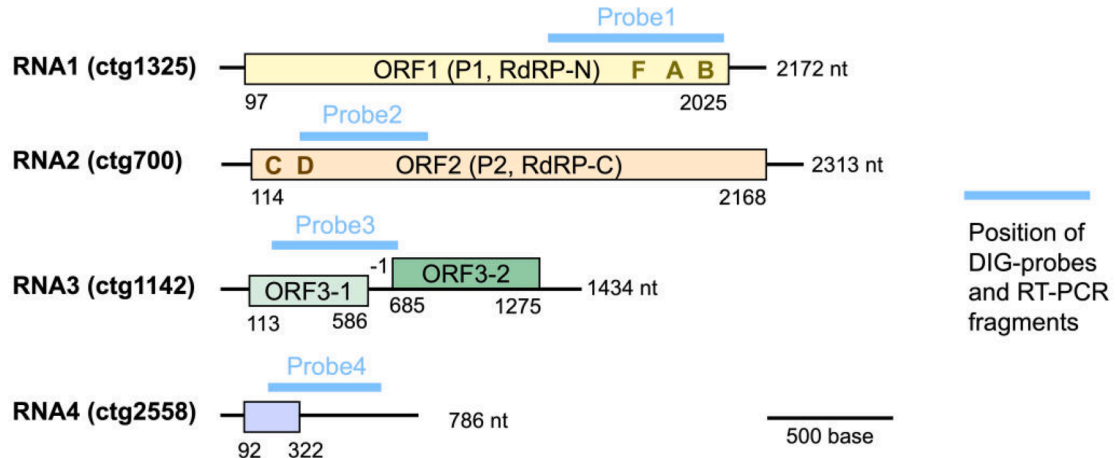 Probe1
RNA1 (ctg1325) ORF1 (P1, RdRP-N) F A B 2172 nt
97 2025
Probe2
RNA2 (ctg700) C D ORF2 (P2, RdRP-C) 2313 nt
114 2168
Probe3
-1 ORF3-2
RNA3 (ctg1142) ORF3-1 1434 nt
113 586 685 1275
Position of
DIG-probes
and RT-PCR
fragments
Probe4
RNA4 (ctg2558) 786 nt
92 322
500 base